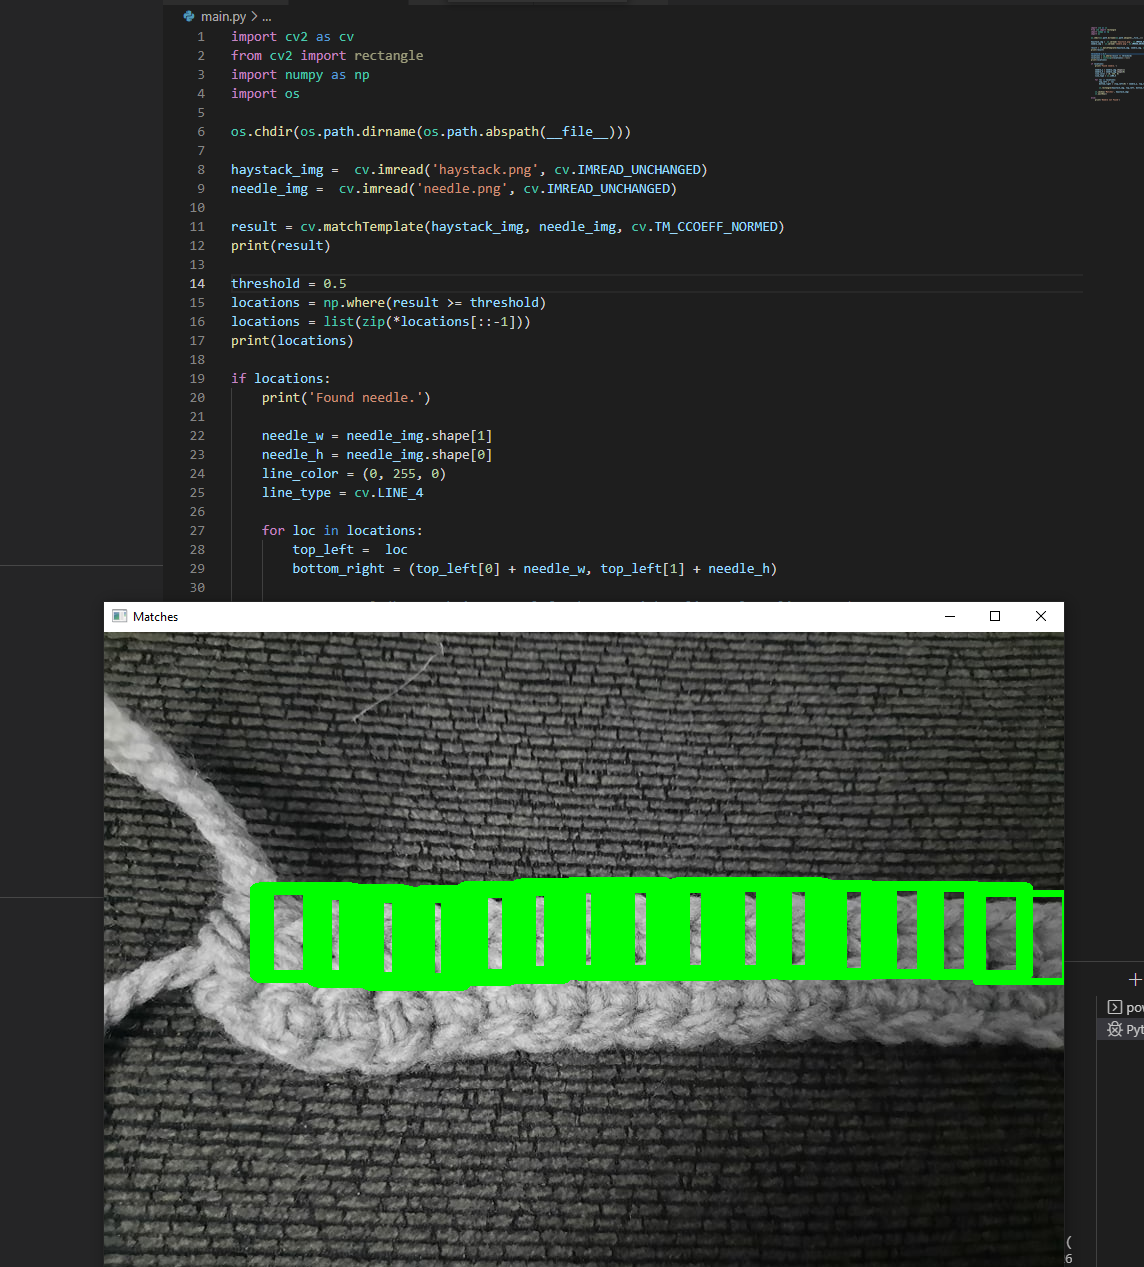 main.py > ...
1 import cv2 as cv
2 from cv2 import rectangle
3 import numpy as np
4 import os
5
6 os.chdir(os.path.dirname(os.path.abspath(__file__)))
7
8 haystack_img =  cv.imread('haystack.png', cv.IMREAD_UNCHANGED)
9 needle_img =  cv.imread('needle.png', cv.IMREAD_UNCHANGED)
10
11 result = cv.matchTemplate(haystack_img, needle_img, cv.TM_CCOEFF_NORMED)
12 print(result)
13
14 threshold = 0.5
15 locations = np.where(result >= threshold)
16 locations = list(zip(*locations[::-1]))
17 print(locations)
18
19 if locations:
20     print('Found needle.')
21
22     needle_w = needle_img.shape[1]
23     needle_h = needle_img.shape[0]
24     line_color = (0, 255, 0)
25     line_type = cv.LINE_4
26
27     for loc in locations:
28         top_left =  loc
29         bottom_right = (top_left[0] + needle_w, top_left[1] + needle_h)
30
Matches
pow
Pyt
(
6